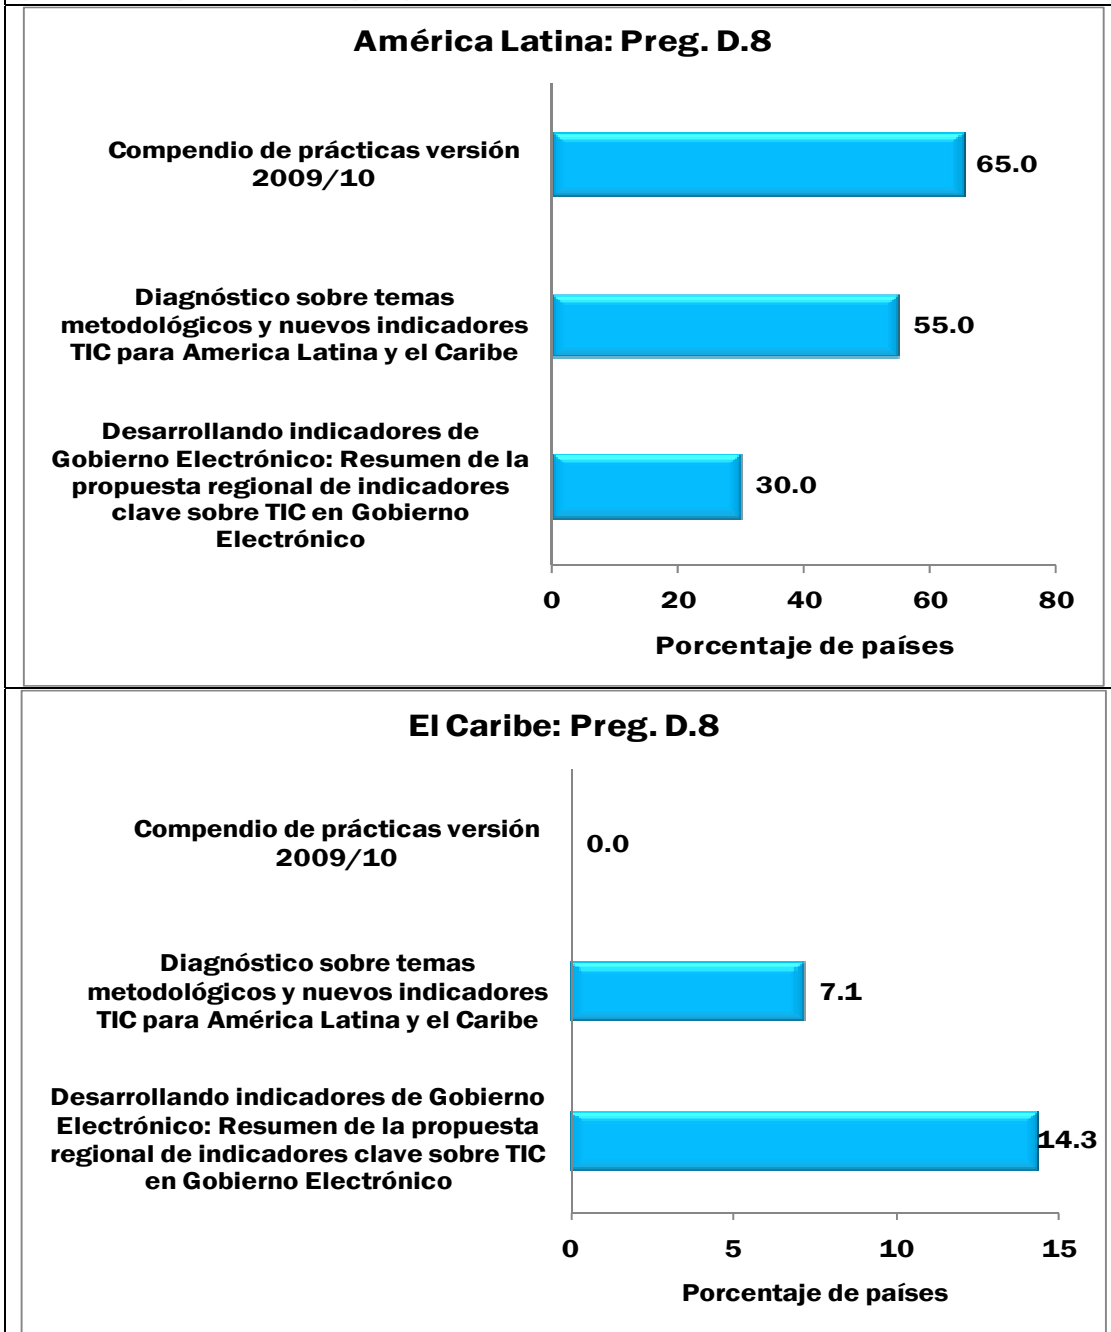 América Latina: Preg. D.8
Compendio de prácticas versión
2009/10
65.0
Diagnóstico sobre temas
metodológicos y nuevos indicadores
TIC para America Latina y el Caribe
55.0
Desarrollando indicadores de
Gobierno Electrónico: Resumen de la
propuesta regional de indicadores
clave sobre TIC en Gobierno
Electrónico
30.0
0 20 40 60 80
Porcentaje de países
El Caribe: Preg. D.8
Compendio de prácticas versión
2009/10
0.0
Diagnóstico sobre temas
metodológicos y nuevos indicadores
TIC para América Latina y el Caribe
7.1
Desarrollando indicadores de Gobierno
Electrónico: Resumen de la propuesta
regional de indicadores clave sobre TIC
en Gobierno Electrónico
14.3
0 5 10 15
Porcentaje de países